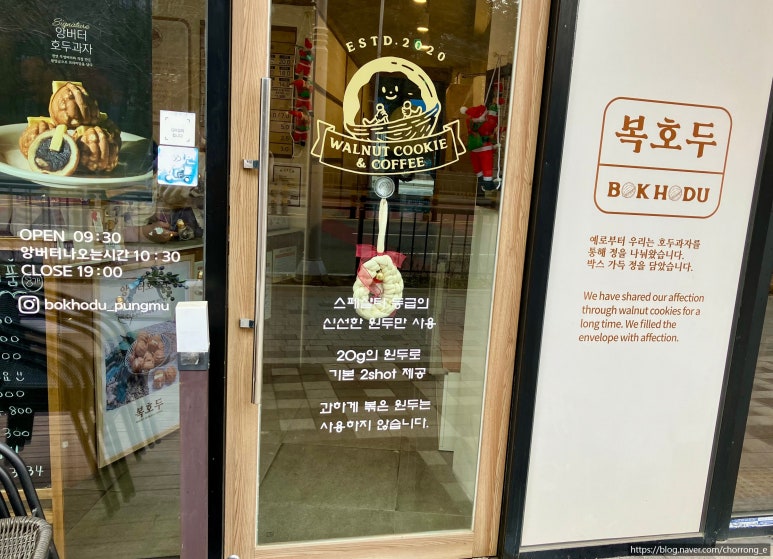 Signature
앙버터
호두과자
OPEN 09:30
앙버터나오는시간 10:30
CLOSE 19:00
bokhodu_pungmu
복호두
ESTD.2020
WALNUT COOKIE
& COFFEE
스페셜티 등급의
신선한 원두만 사용
20g의 원두로
기본 2shot 제공
과하게 볶은 원두는
사용하지 않습니다.
복호두
BOKHODU
예로부터 우리는 호두과자를
통해 정을 나눠왔습니다.
박스 가득 정을 담았습니다.
We have shared our affection
through walnut cookies for a
long time. We filled the
envelope with affection.
https://blog.naver.com/chorrong_e